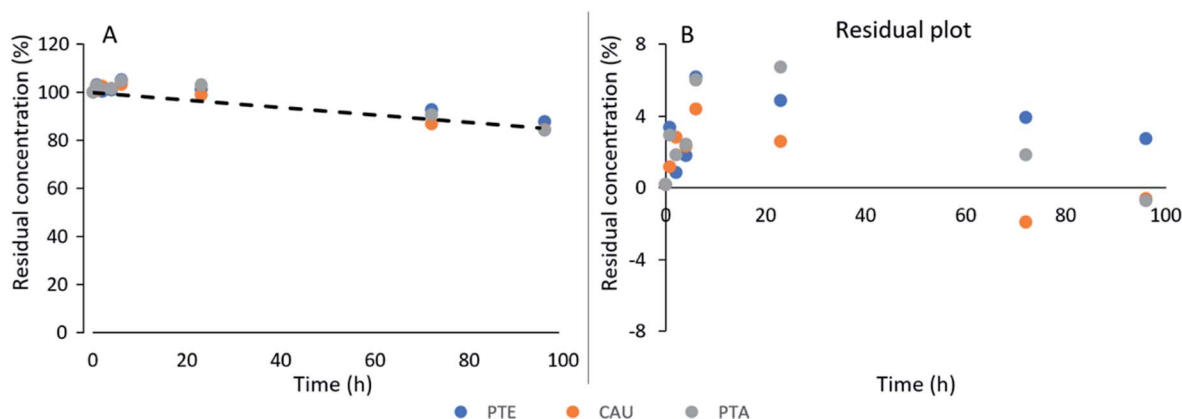 A
Residual concentration (%)
120
100
80
60
40
20
0
0 20 40 60 80 100
Time (h)
B
Residual plot
Residual concentration (%)
8
4
0
-4
-8
0 20 40 60 80 100
Time (h)
PTE CAU PTA